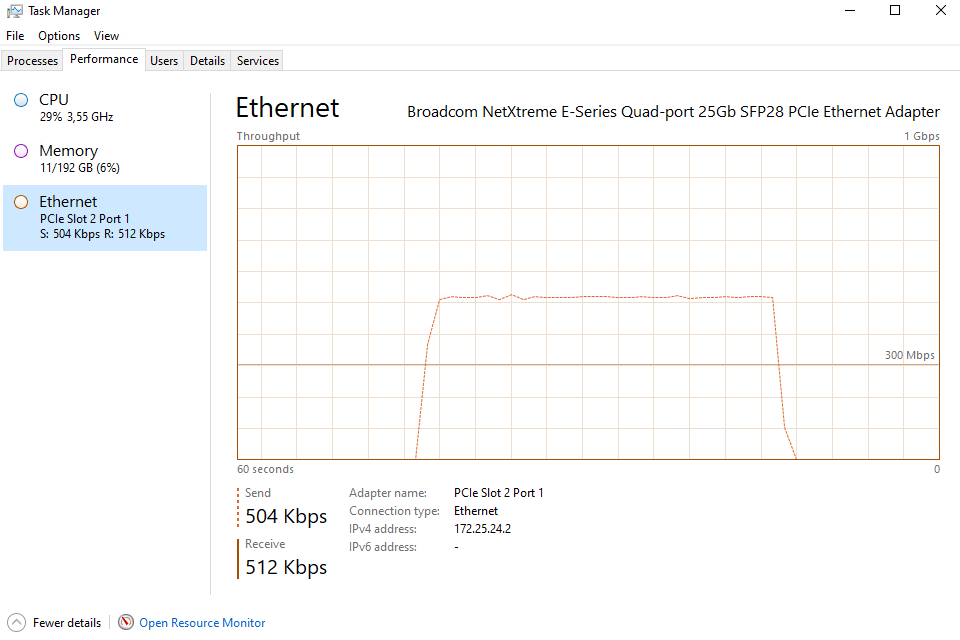 Task Manager
File Options View
Processes Performance Users Details Services
CPU
29% 3,55 GHz
Memory
11/192 GB (6%)
Ethernet
PCIe Slot 2 Port 1
S: 504 Kbps R: 512 Kbps
Ethernet Broadcom NetXtreme E-Series Quad-port 25Gb SFP28 PCIe Ethernet Adapter
Throughput 1 Gbps
300 Mbps
60 seconds 0
Send
504 Kbps
Receive
512 Kbps
Adapter name: PCIe Slot 2 Port 1
Connection type: Ethernet
IPv4 address: 172.25.24.2
IPv6 address: -
Fewer details Open Resource Monitor